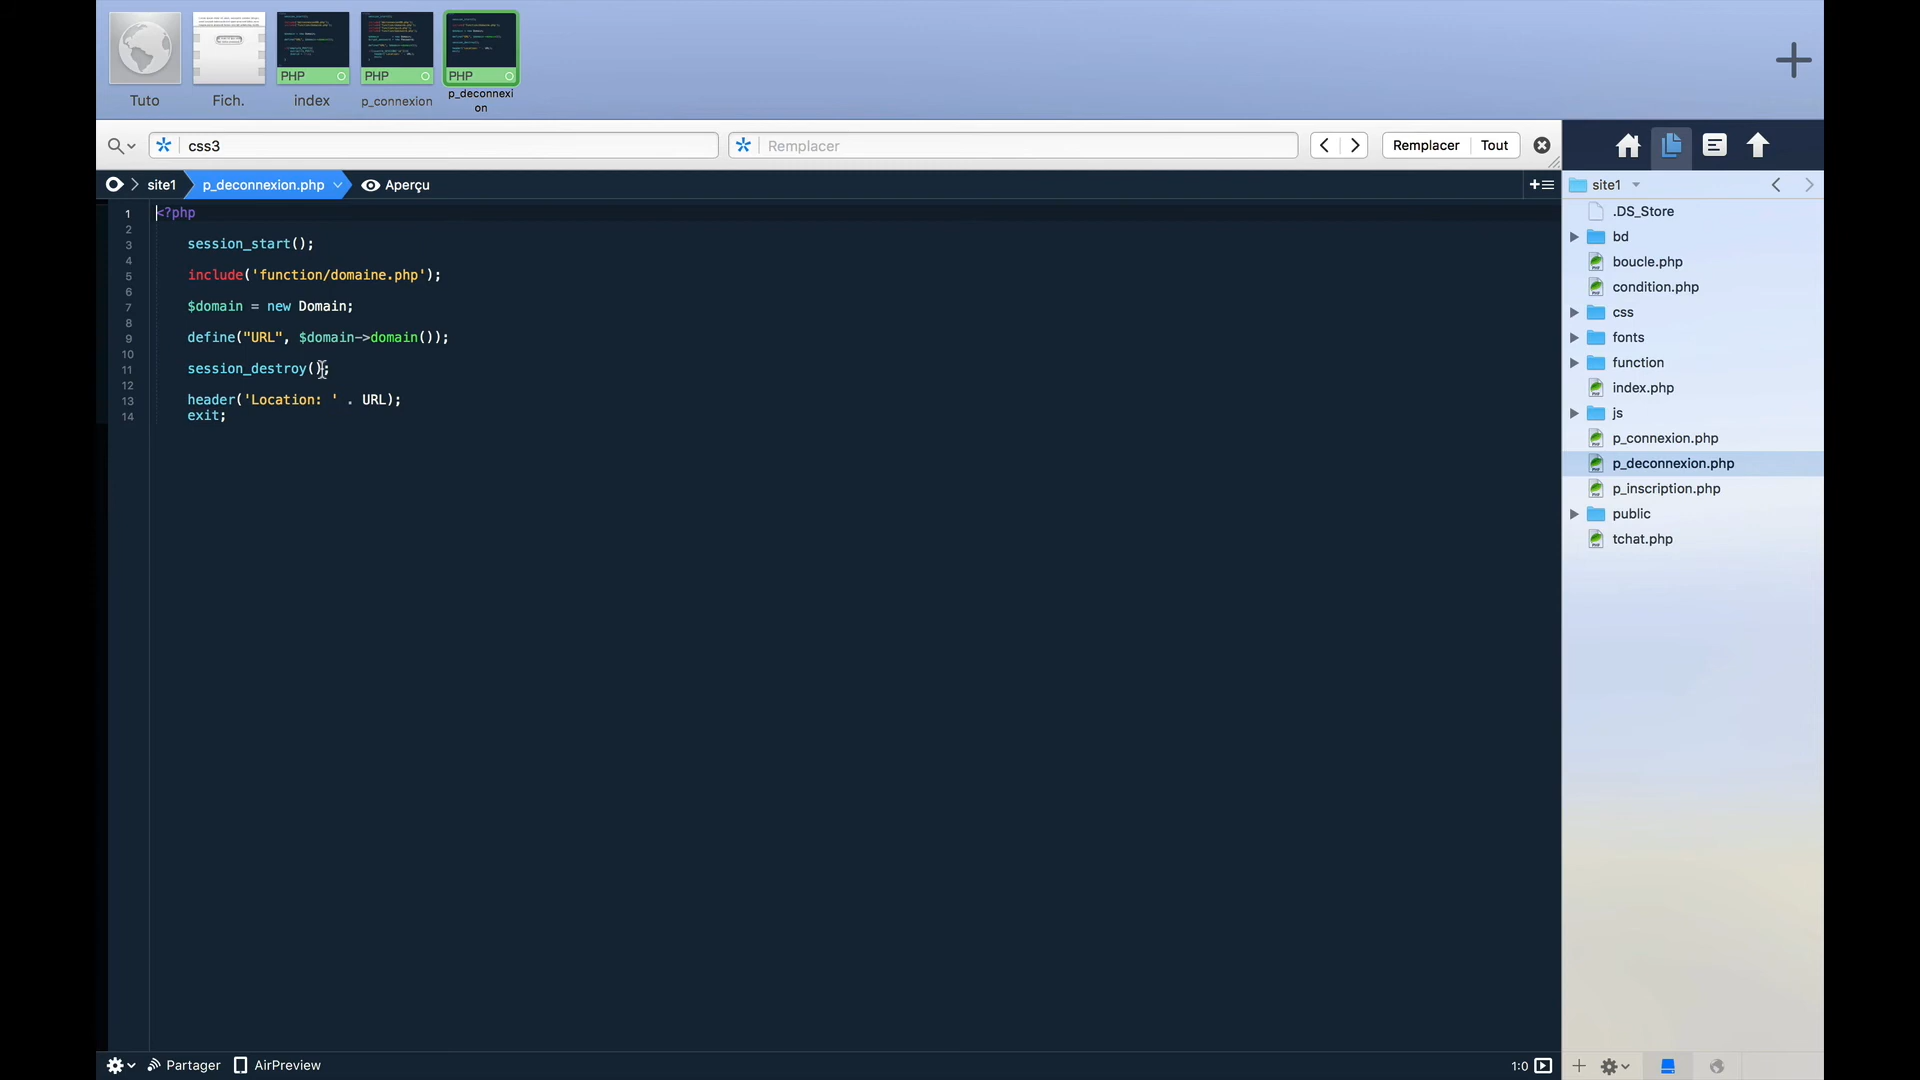 PHP
PHP
PHP
Tuto
Fich.
index
p_connexion
p_deconnexi
on
css3
Remplacer
Remplacer
Tout
site1
p_deconnexion.php
Aperçu
site1
1 <?php
2
3 session_start();
4
5 include('function/domaine.php');
6
7 $domain = new Domain;
8
9 define("URL", $domain->domain());
10
11 session_destroy();
12
13 header('Location: ' . URL);
14 exit;
.DS_Store
bd
boucle.php
condition.php
css
fonts
function
index.php
js
p_connexion.php
p_deconnexion.php
p_inscription.php
public
tchat.php
Partager
AirPreview
1:0